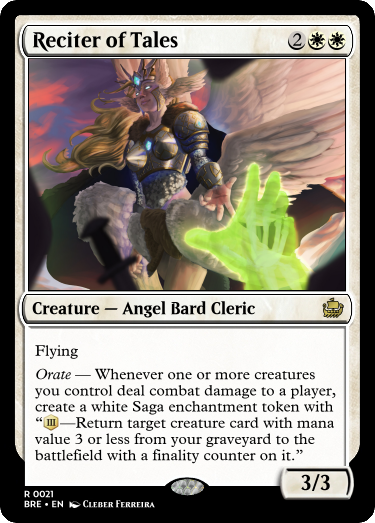 Reciter of Tales 2
Creature — Angel Bard Cleric
Flying
Orate — Whenever one or more creatures
you control deal combat damage to a player,
create a white Saga enchantment token with
“III—Return target creature card with mana
value 3 or less from your graveyard to the
battlefield with a finality counter on it.”
3/3
R 0021
BRE • EN Cleber Ferreira